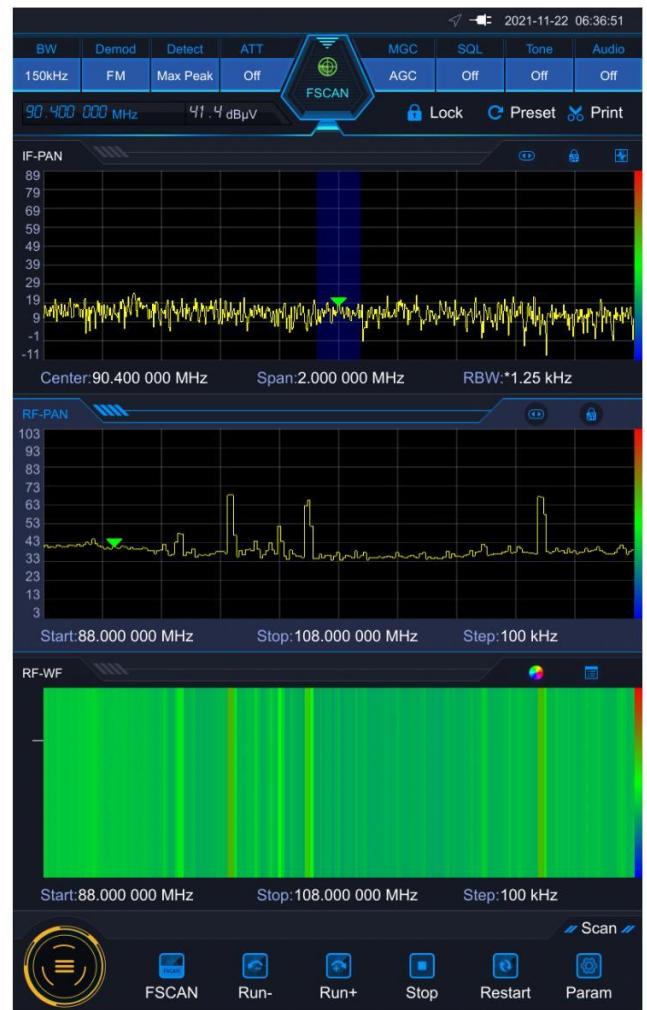 2021-11-22 06:36:51
BW Demod Detect ATT MGC SQL Tone Audio
150kHz FM Max Peak Off FSCAN AGC Off Off Off
90.400 000 MHz 41.4 dBµV Lock Preset Print
IF-PAN
89
79
69
59
49
39
29
19
9
-1
-11
Center:90.400 000 MHz Span:2.000 000 MHz RBW:*1.25 kHz
RF-PAN
103
93
83
73
63
53
43
33
23
13
3
Start:88.000 000 MHz Stop:108.000 000 MHz Step:100 kHz
RF-WF
Start:88.000 000 MHz Stop:108.000 000 MHz Step:100 kHz
Scan
FSCAN Run- Run+ Stop Restart Param